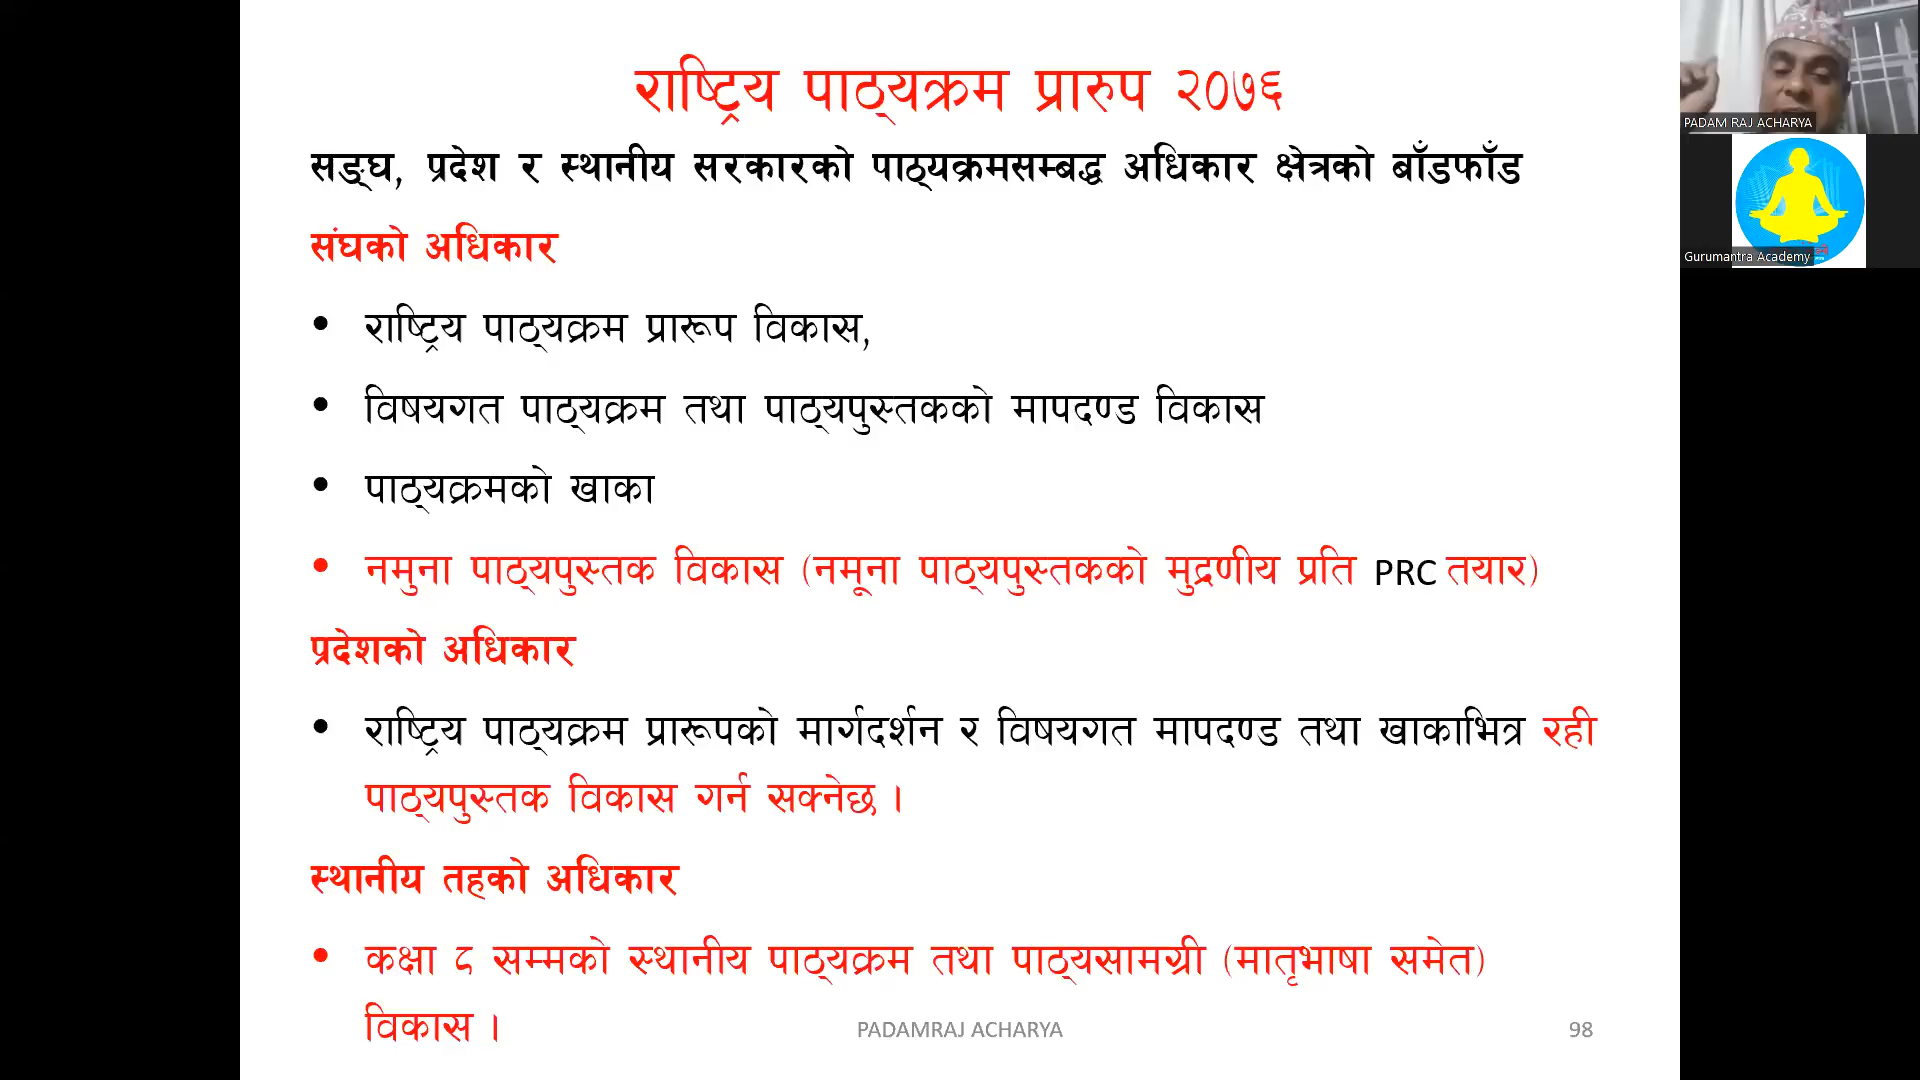 राष्ट्रिय पाठ्यक्रम प्रारुप २०७६
सङ्घ, प्रदेश र स्थानीय सरकारको पाठ्यक्रमसम्बद्ध अधिकार क्षेत्रको बाँडफाँड
संघको अधिकार
• राष्ट्रिय पाठ्यक्रम प्रारूप विकास,
• विषयगत पाठ्यक्रम तथा पाठ्यपुस्तकको मापदण्ड विकास
• पाठ्यक्रमको खाका
• नमुना पाठ्यपुस्तक विकास (नमूना पाठ्यपुस्तकको मुद्रणीय प्रति PRC तयार)
प्रदेशको अधिकार
• राष्ट्रिय पाठ्यक्रम प्रारूपको मार्गदर्शन र विषयगत मापदण्ड तथा खाकाभित्र रही
पाठ्यपुस्तक विकास गर्न सक्नेछ ।
स्थानीय तहको अधिकार
• कक्षा ८ सम्मको स्थानीय पाठ्यक्रम तथा पाठ्यसामग्री (मातृभाषा समेत)
विकास ।
PADAMRAJ ACHARYA
98
PADAM RAJ ACHARYA
Gurumantra Academy